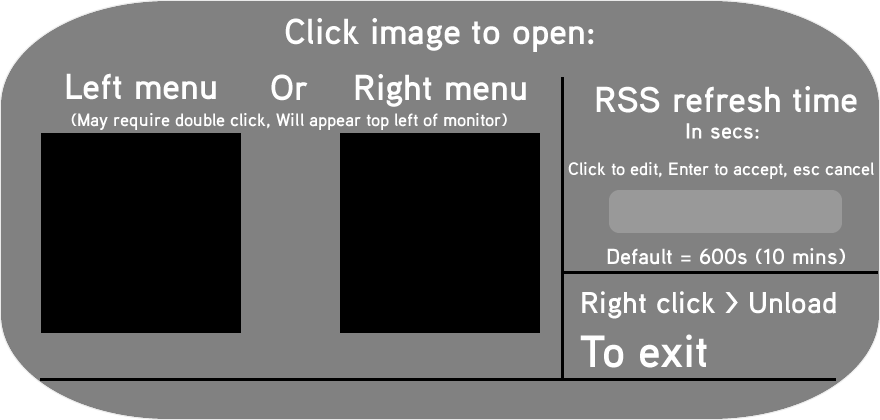 Click image to open:
Left menu Or Right menu
(May require double click, Will appear top left of monitor)
RSS refresh time
In secs:
Click to edit, Enter to accept, esc cancel
Default = 600s (10 mins)
Right click > Unload
To exit